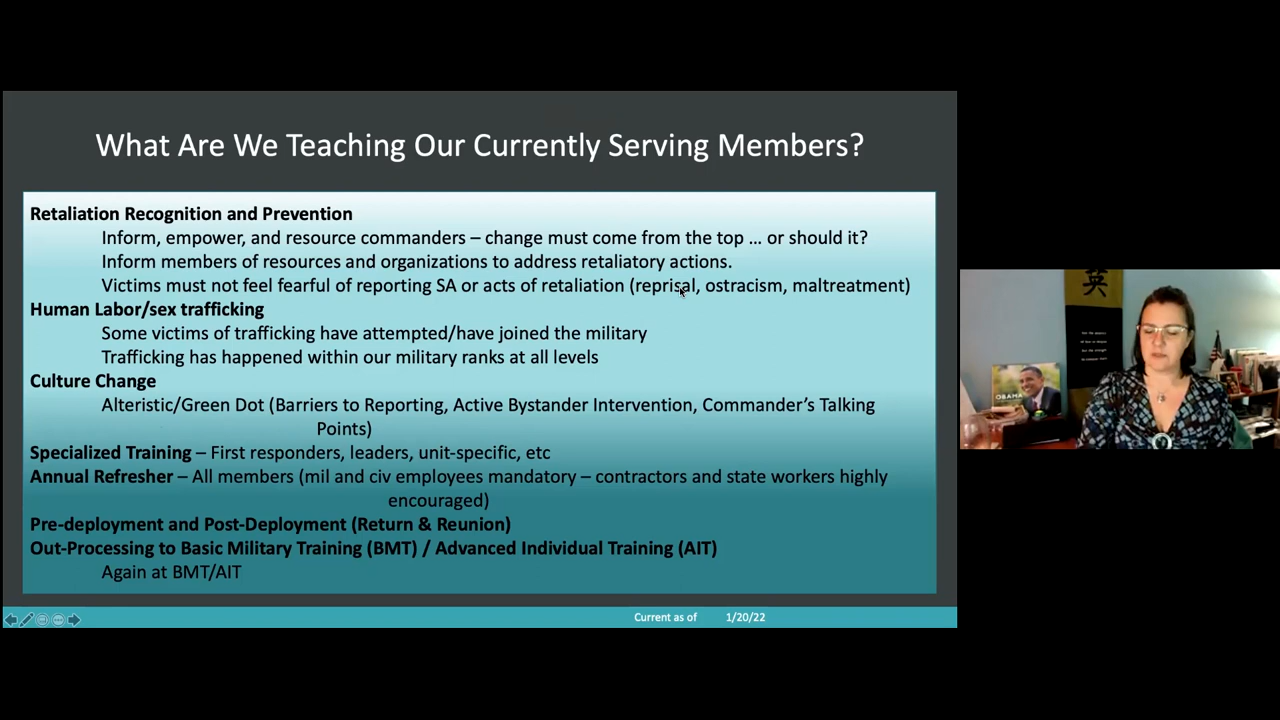 What Are We Teaching Our Currently Serving Members?
Retaliation Recognition and Prevention
Inform, empower, and resource commanders – change must come from the top … or should it?
Inform members of resources and organizations to address retaliatory actions.
Victims must not feel fearful of reporting SA or acts of retaliation (reprisal, ostracism, maltreatment)
Human Labor/sex trafficking
Some victims of trafficking have attempted/have joined the military
Trafficking has happened within our military ranks at all levels
Culture Change
Alteristic/Green Dot (Barriers to Reporting, Active Bystander Intervention, Commander’s Talking
Points)
Specialized Training – First responders, leaders, unit-specific, etc
Annual Refresher – All members (mil and civ employees mandatory – contractors and state workers highly
encouraged)
Pre-deployment and Post-Deployment (Return & Reunion)
Out-Processing to Basic Military Training (BMT) / Advanced Individual Training (AIT)
Again at BMT/AIT
Current as of 1/20/22
英
OBAMA